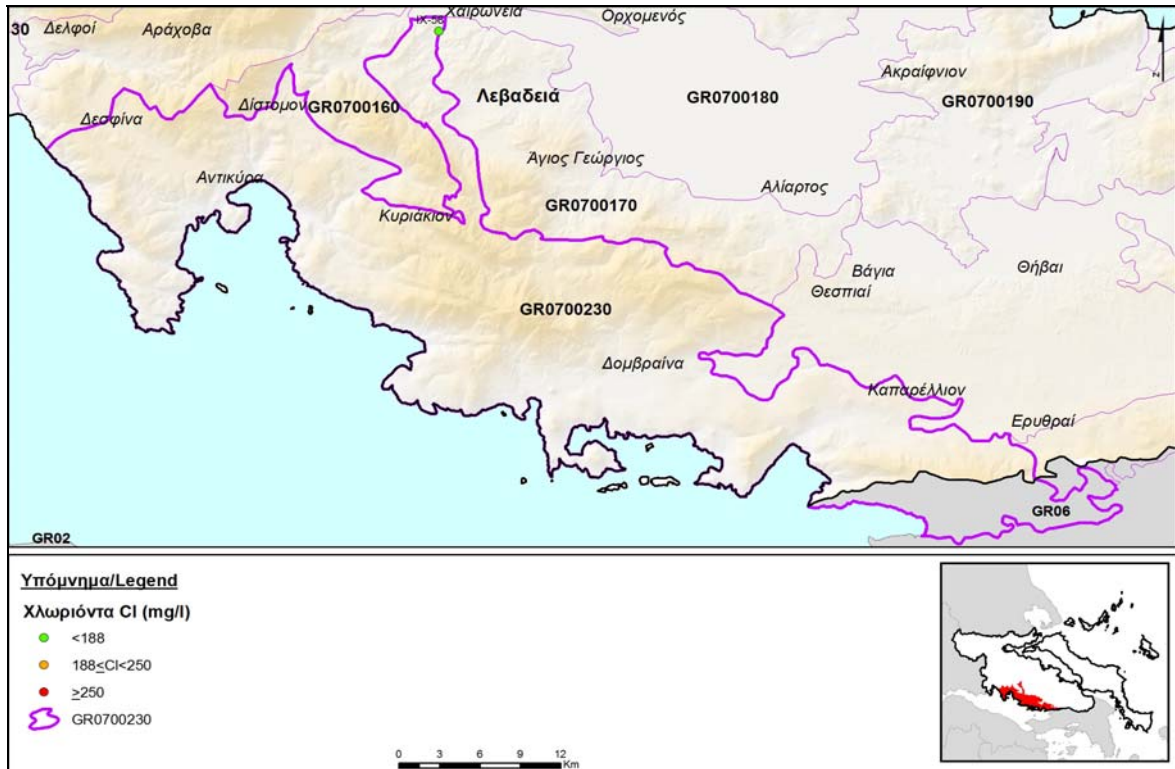 Χαιρώνεια
Ορχομενός
30
Δελφοί
Αράχοβα
IX-56
Ακραίφνιον
Δίστομον
GR0700160
Λεβαδειά
GR0700180
GR0700190
Δεσφίνα
Άγιος Γεώργιος
Αντικύρα
Αλίαρτος
Κυριάκιον
GR0700170
Βάγια
Θήβαι
Θεσπιαί
GR0700230
Δομβραίνα
Καπαρέλλιον
Ερυθραί
GR06
GR02
Υπόμνημα/Legend
Χλωριόντα Cl (mg/l)
<188
188≤Cl<250
≥250
GR0700230
0 3 6 9 12
Km